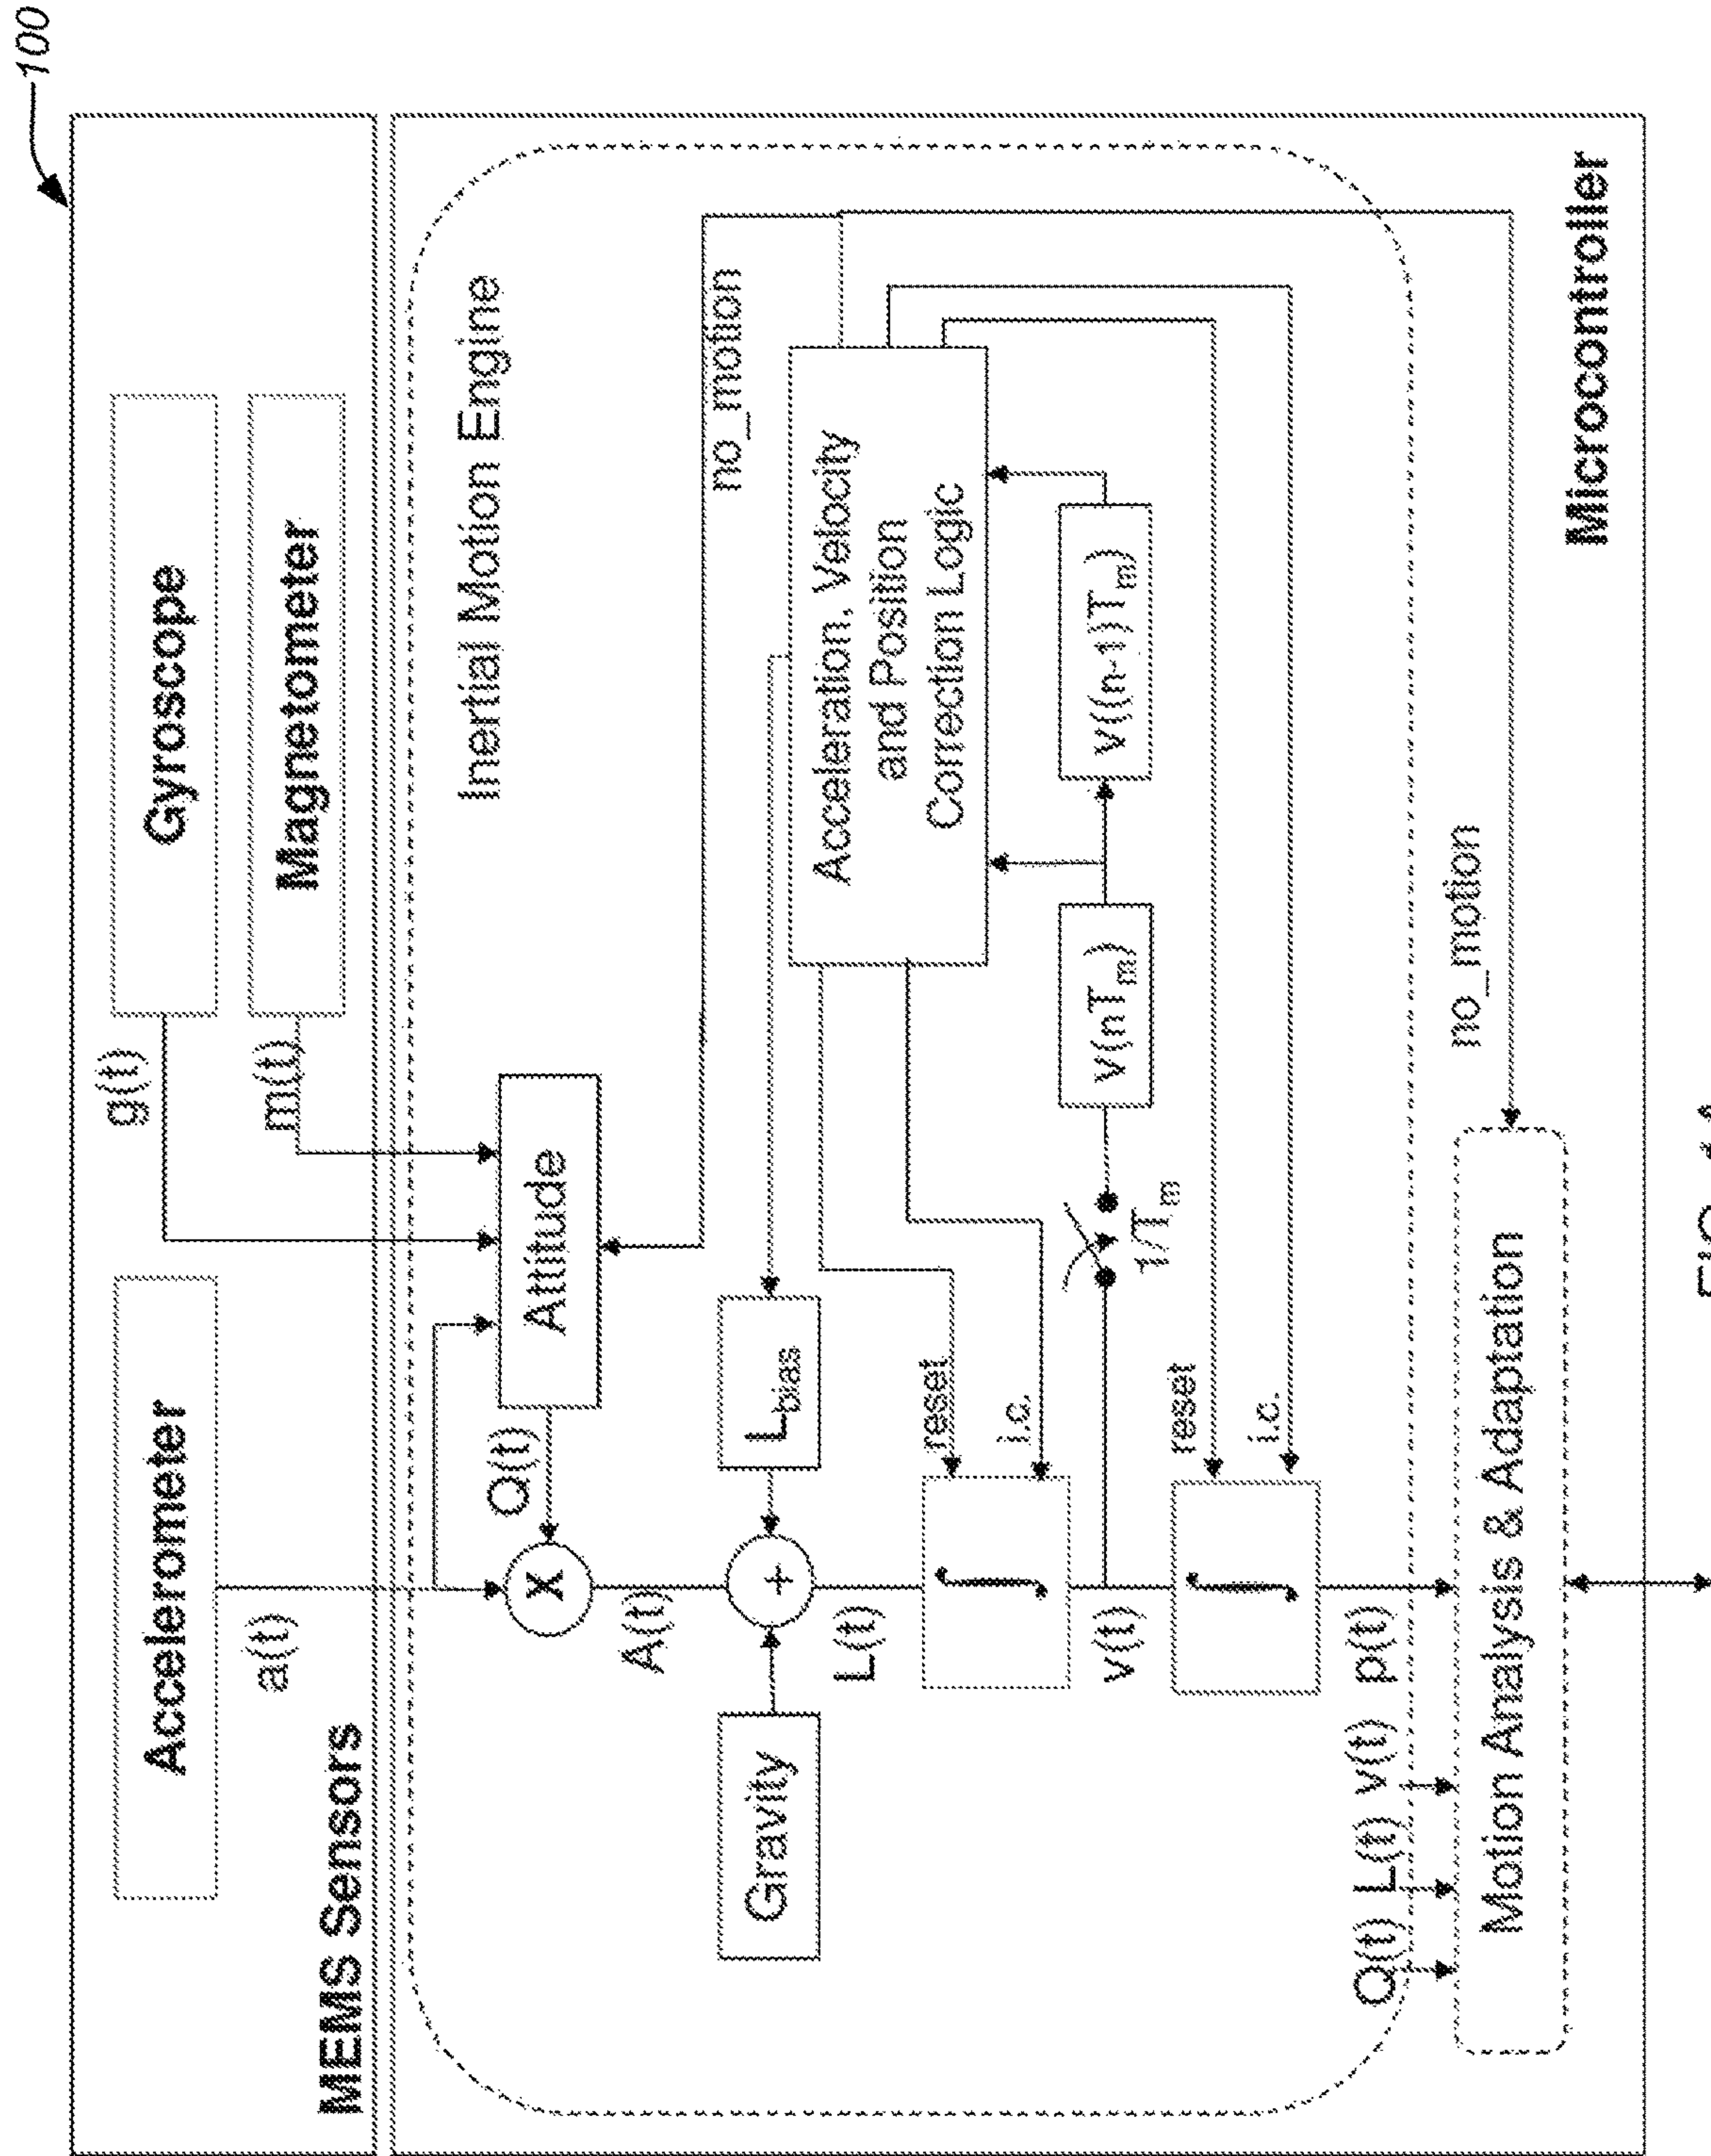 100
MEMS Sensors
Accelerometer
Gyroscope
Magnetometer
a(t)
g(t)
m(t)
Inertial Motion Engine
Attitude
Q(t)
X
A(t)
no_motion
Gravity
+
L_bias
L(t)
Acceleration, Velocity
and Position
Correction Logic
reset
i.c.
∫
v(t)
1/T_m
v(nT_m)
v((n-1)T_m)
reset
i.c.
∫
p(t)
Q(t) L(t) v(t)
no_motion
Motion Analysis & Adaptation
Microcontroller